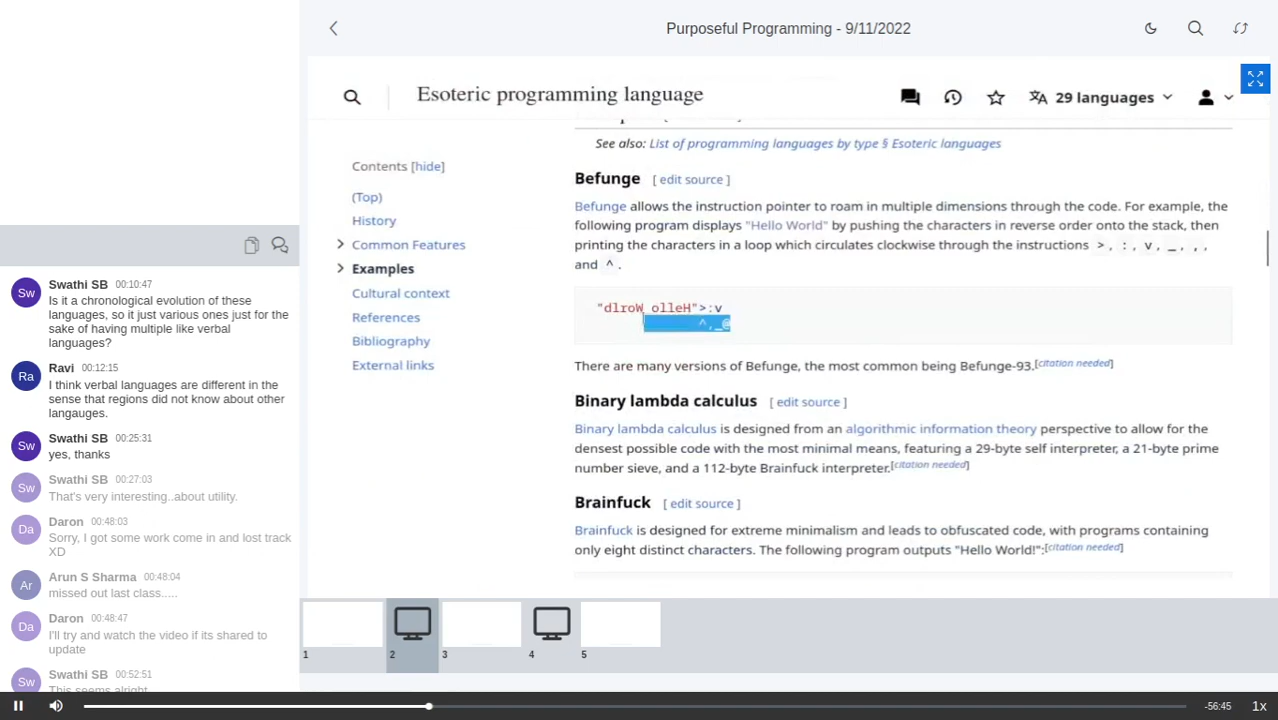 Purposeful Programming - 9/11/2022
Esoteric programming language
29 languages
See also: List of programming languages by type § Esoteric languages
Contents [hide]
(Top)
History
Common Features
Examples
Cultural context
References
Bibliography
External links
Befunge [ edit source ]
Befunge allows the instruction pointer to roam in multiple dimensions through the code. For example, the
following program displays "Hello World" by pushing the characters in reverse order onto the stack, then
printing the characters in a loop which circulates clockwise through the instructions > , : , v , _ , , ,
and ^ .
"dlroW olleH">:v
^,_@
There are many versions of Befunge, the most common being Befunge-93.[citation needed]
Binary lambda calculus [ edit source ]
Binary lambda calculus is designed from an algorithmic information theory perspective to allow for the
densest possible code with the most minimal means, featuring a 29-byte self interpreter, a 21-byte prime
number sieve, and a 112-byte Brainfuck interpreter.[citation needed]
Brainfuck [ edit source ]
Brainfuck is designed for extreme minimalism and leads to obfuscated code, with programs containing
only eight distinct characters. The following program outputs "Hello World!":[citation needed]
Sw
Swathi SB 00:10:47
Is it a chronological evolution of these
languages, so it just various ones just for the
sake of having multiple like verbal
languages?
Ra
Ravi 00:12:15
I think verbal languages are different in the
sense that regions did not know about other
langauges.
Sw
Swathi SB 00:25:31
yes, thanks
Sw
Swathi SB 00:27:03
That's very interesting..about utility.
Da
Daron 00:48:03
Sorry, I got some work come in and lost track
XD
Ar
Arun S Sharma 00:48:04
missed out last class.....
Da
Daron 00:48:47
I'll try and watch the video if its shared to
update
Sw
Swathi SB 00:52:51
This seems alright
1
2
3
4
5
-56:45
1x